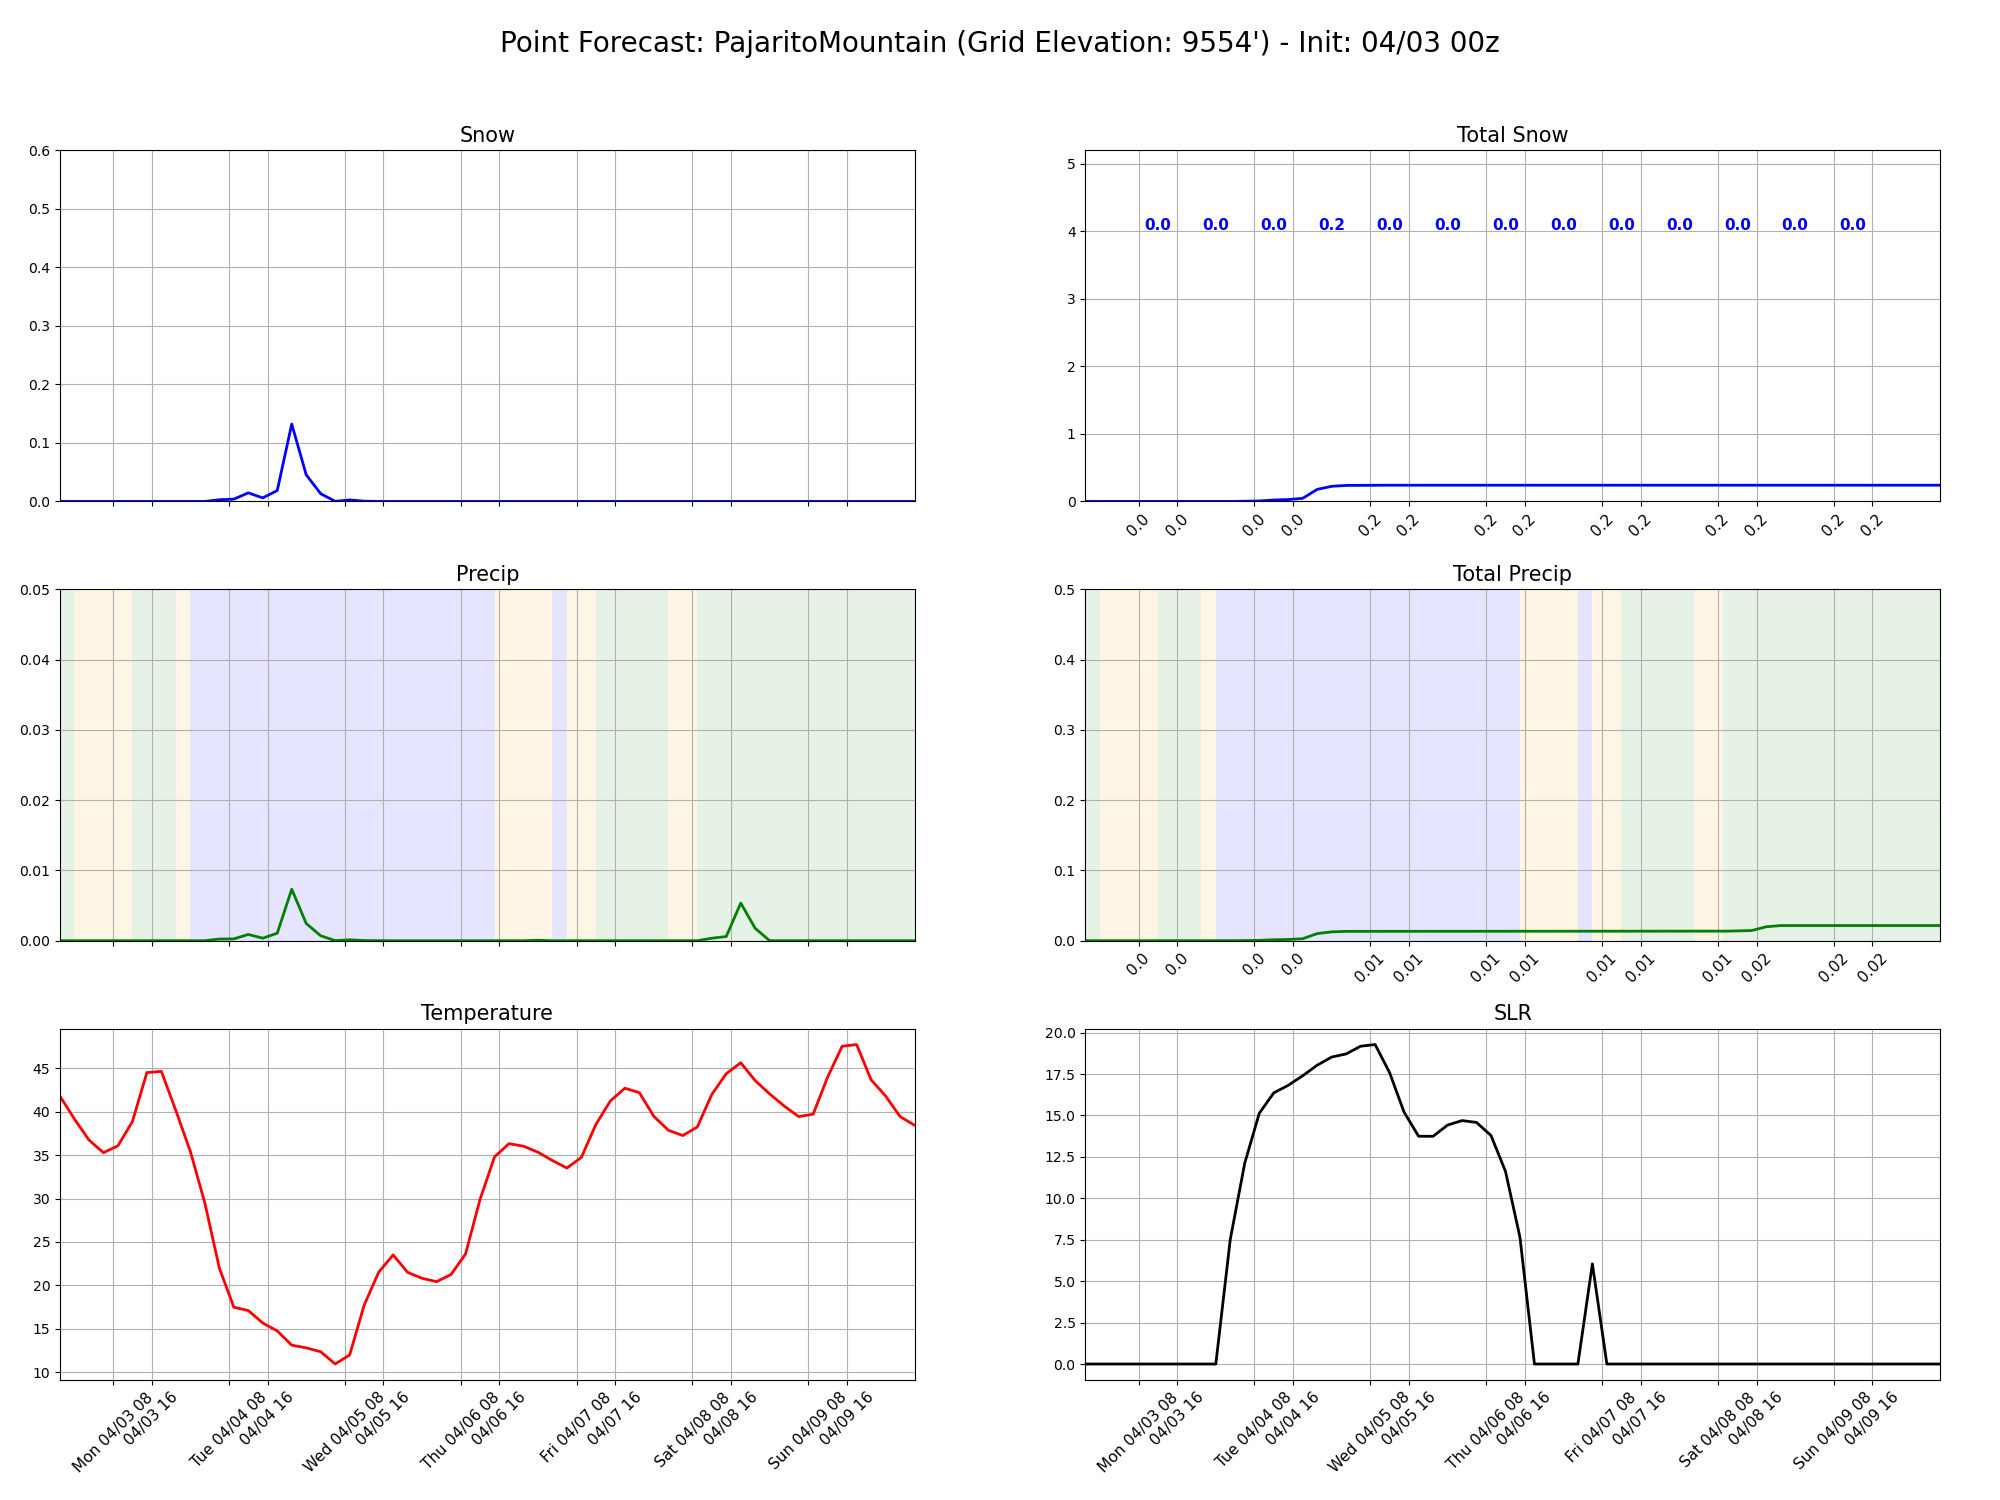 Point Forecast: PajaritoMountain (Grid Elevation: 9554') - Init: 04/03 00z
Snow
0.6
0.5
0.4
0.3
0.2
0.1
0.0
Total Snow
5
4
3
2
1
0
0.0 0.0 0.0 0.2 0.0 0.0 0.0 0.0 0.0 0.0 0.0 0.0 0.0
0.0 0.0 0.0 0.0 0.2 0.2 0.2 0.2 0.2 0.2 0.2 0.2 0.2 0.2
Precip
0.05
0.04
0.03
0.02
0.01
0.00
Total Precip
0.5
0.4
0.3
0.2
0.1
0.0
0.0 0.0 0.0 0.0 0.01 0.01 0.01 0.01 0.01 0.01 0.01 0.02 0.02 0.02
Temperature
45
40
35
30
25
20
15
10
Mon 04/03 08
04/03 16
Tue 04/04 08
04/04 16
Wed 04/05 08
04/05 16
Thu 04/06 08
04/06 16
Fri 04/07 08
04/07 16
Sat 04/08 08
04/08 16
Sun 04/09 08
04/09 16
SLR
20.0
17.5
15.0
12.5
10.0
7.5
5.0
2.5
0.0
Mon 04/03 08
04/03 16
Tue 04/04 08
04/04 16
Wed 04/05 08
04/05 16
Thu 04/06 08
04/06 16
Fri 04/07 08
04/07 16
Sat 04/08 08
04/08 16
Sun 04/09 08
04/09 16